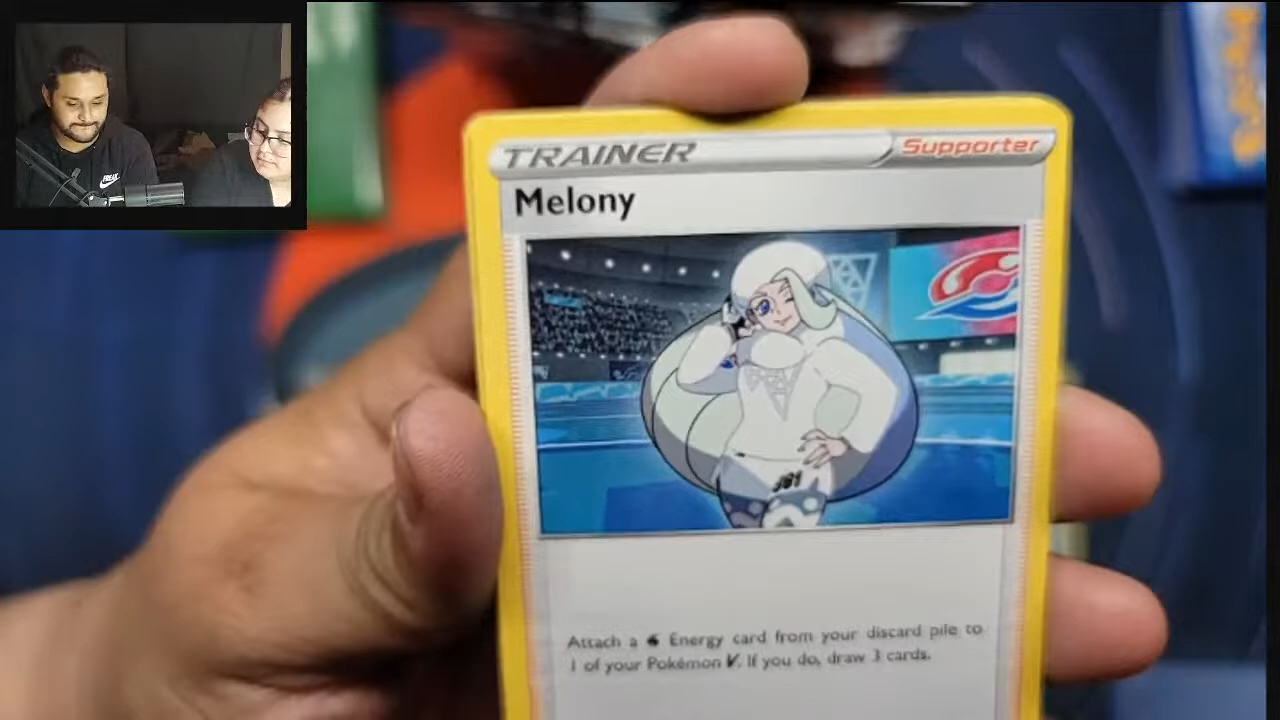 TRAINER Supporter
Melony
Attach a Energy card from your discard pile to
1 of your Pokémon V. If you do, draw 3 cards.